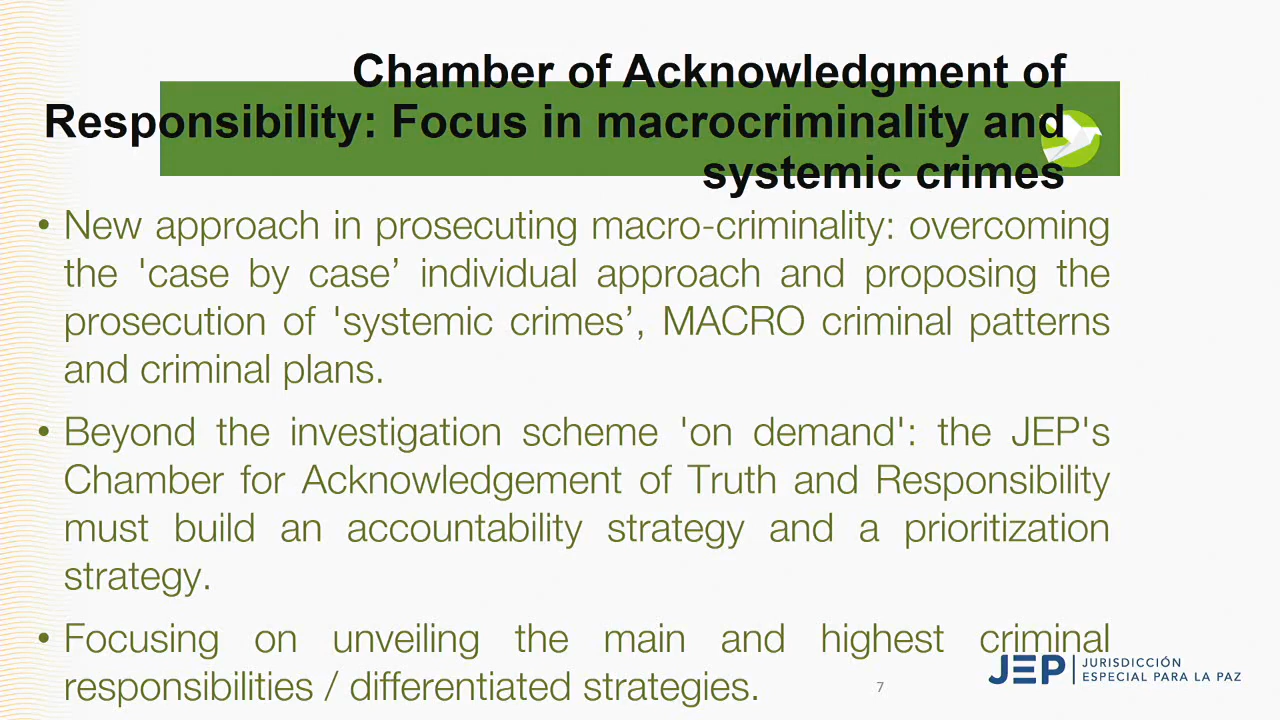 Chamber of Acknowledgment of
Responsibility: Focus in macrocriminality and
systemic crimes
• New approach in prosecuting macro-criminality: overcoming
the 'case by case’ individual approach and proposing the
prosecution of 'systemic crimes’, MACRO criminal patterns
and criminal plans.
• Beyond the investigation scheme 'on demand': the JEP's
Chamber for Acknowledgement of Truth and Responsibility
must build an accountability strategy and a prioritization
strategy.
• Focusing on unveiling the main and highest criminal
responsibilities / differentiated strategies.
7
JEP
JURISDICCIÓN
ESPECIAL PARA LA PAZ